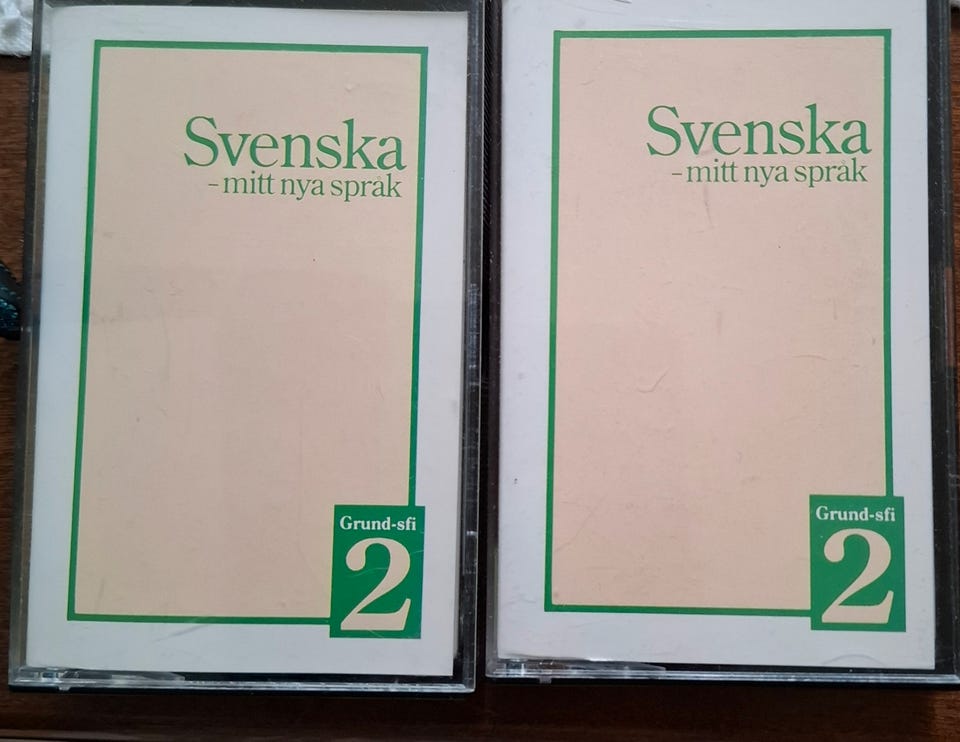 Svenska
– mitt nya språk
Grund-sfi
2
Svenska
– mitt nya språk
Grund-sfi
2